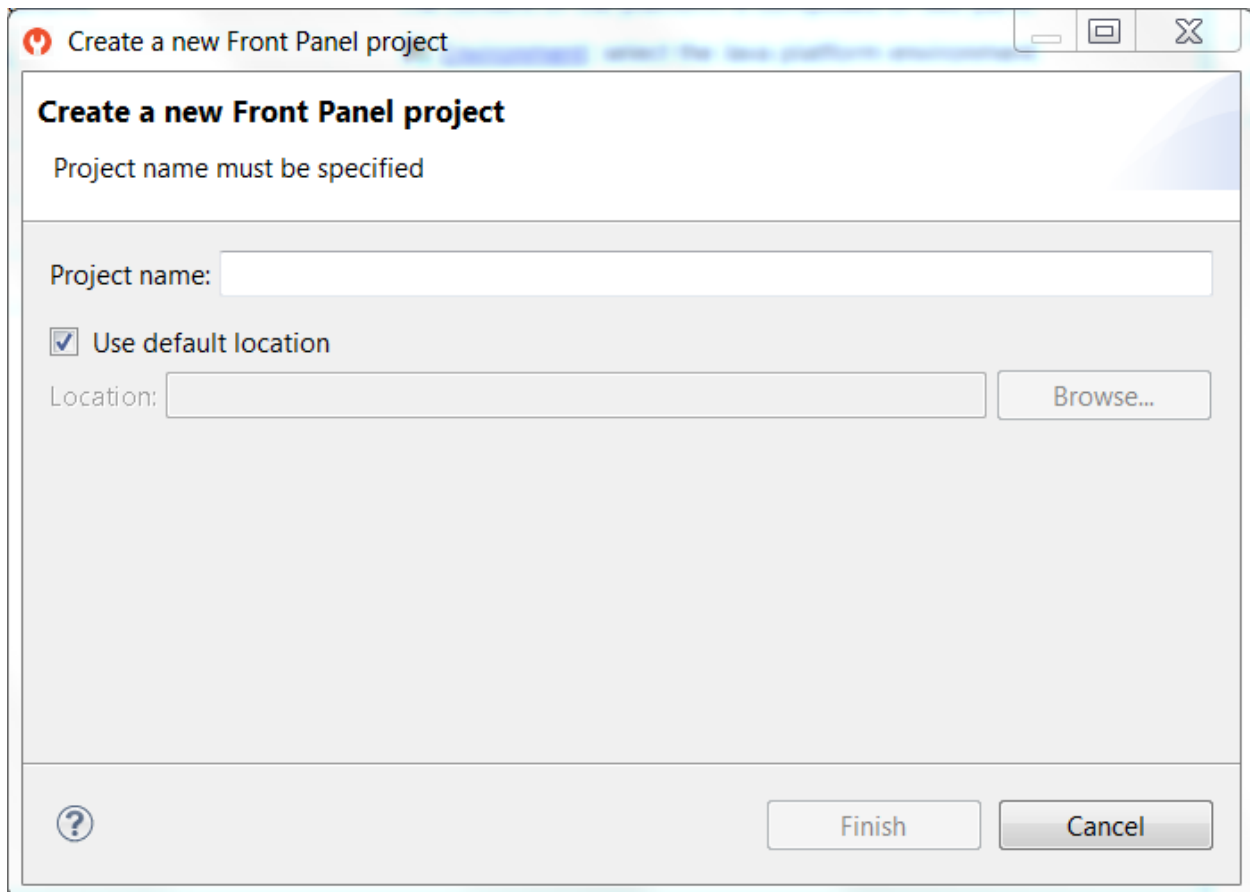 Create a new Front Panel project
Create a new Front Panel project
Project name must be specified
Project name:
Use default location
Location:
Browse...
Finish
Cancel